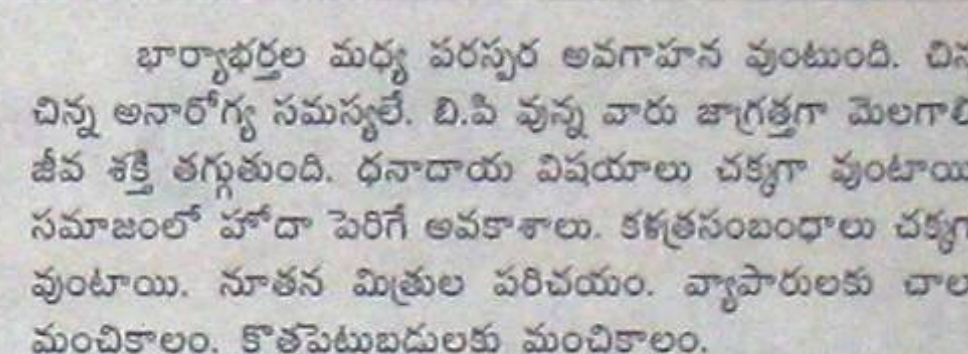 భార్యాభర్తల మధ్య పరస్పర అవగాహన వుంటుంది.
చిన్న అనారోగ్య సమస్యలే. బి.పి వున్న వారు జాగ్రత్తగా
జీవ శక్తి తగ్గుతుంది. ధనాదాయ విషయాలు చక్కగా వుంటాయి
సమాజంలో హోదా పెరిగే అవకాశాలు. కళత్రసంబంధాలు చక్కగా
వుంటాయి. నూతన మిత్రుల పరిచయం. వ్యాపారులకు చాల
మంచికాలం. కొతపెటుబడులకు మంచికాలం.